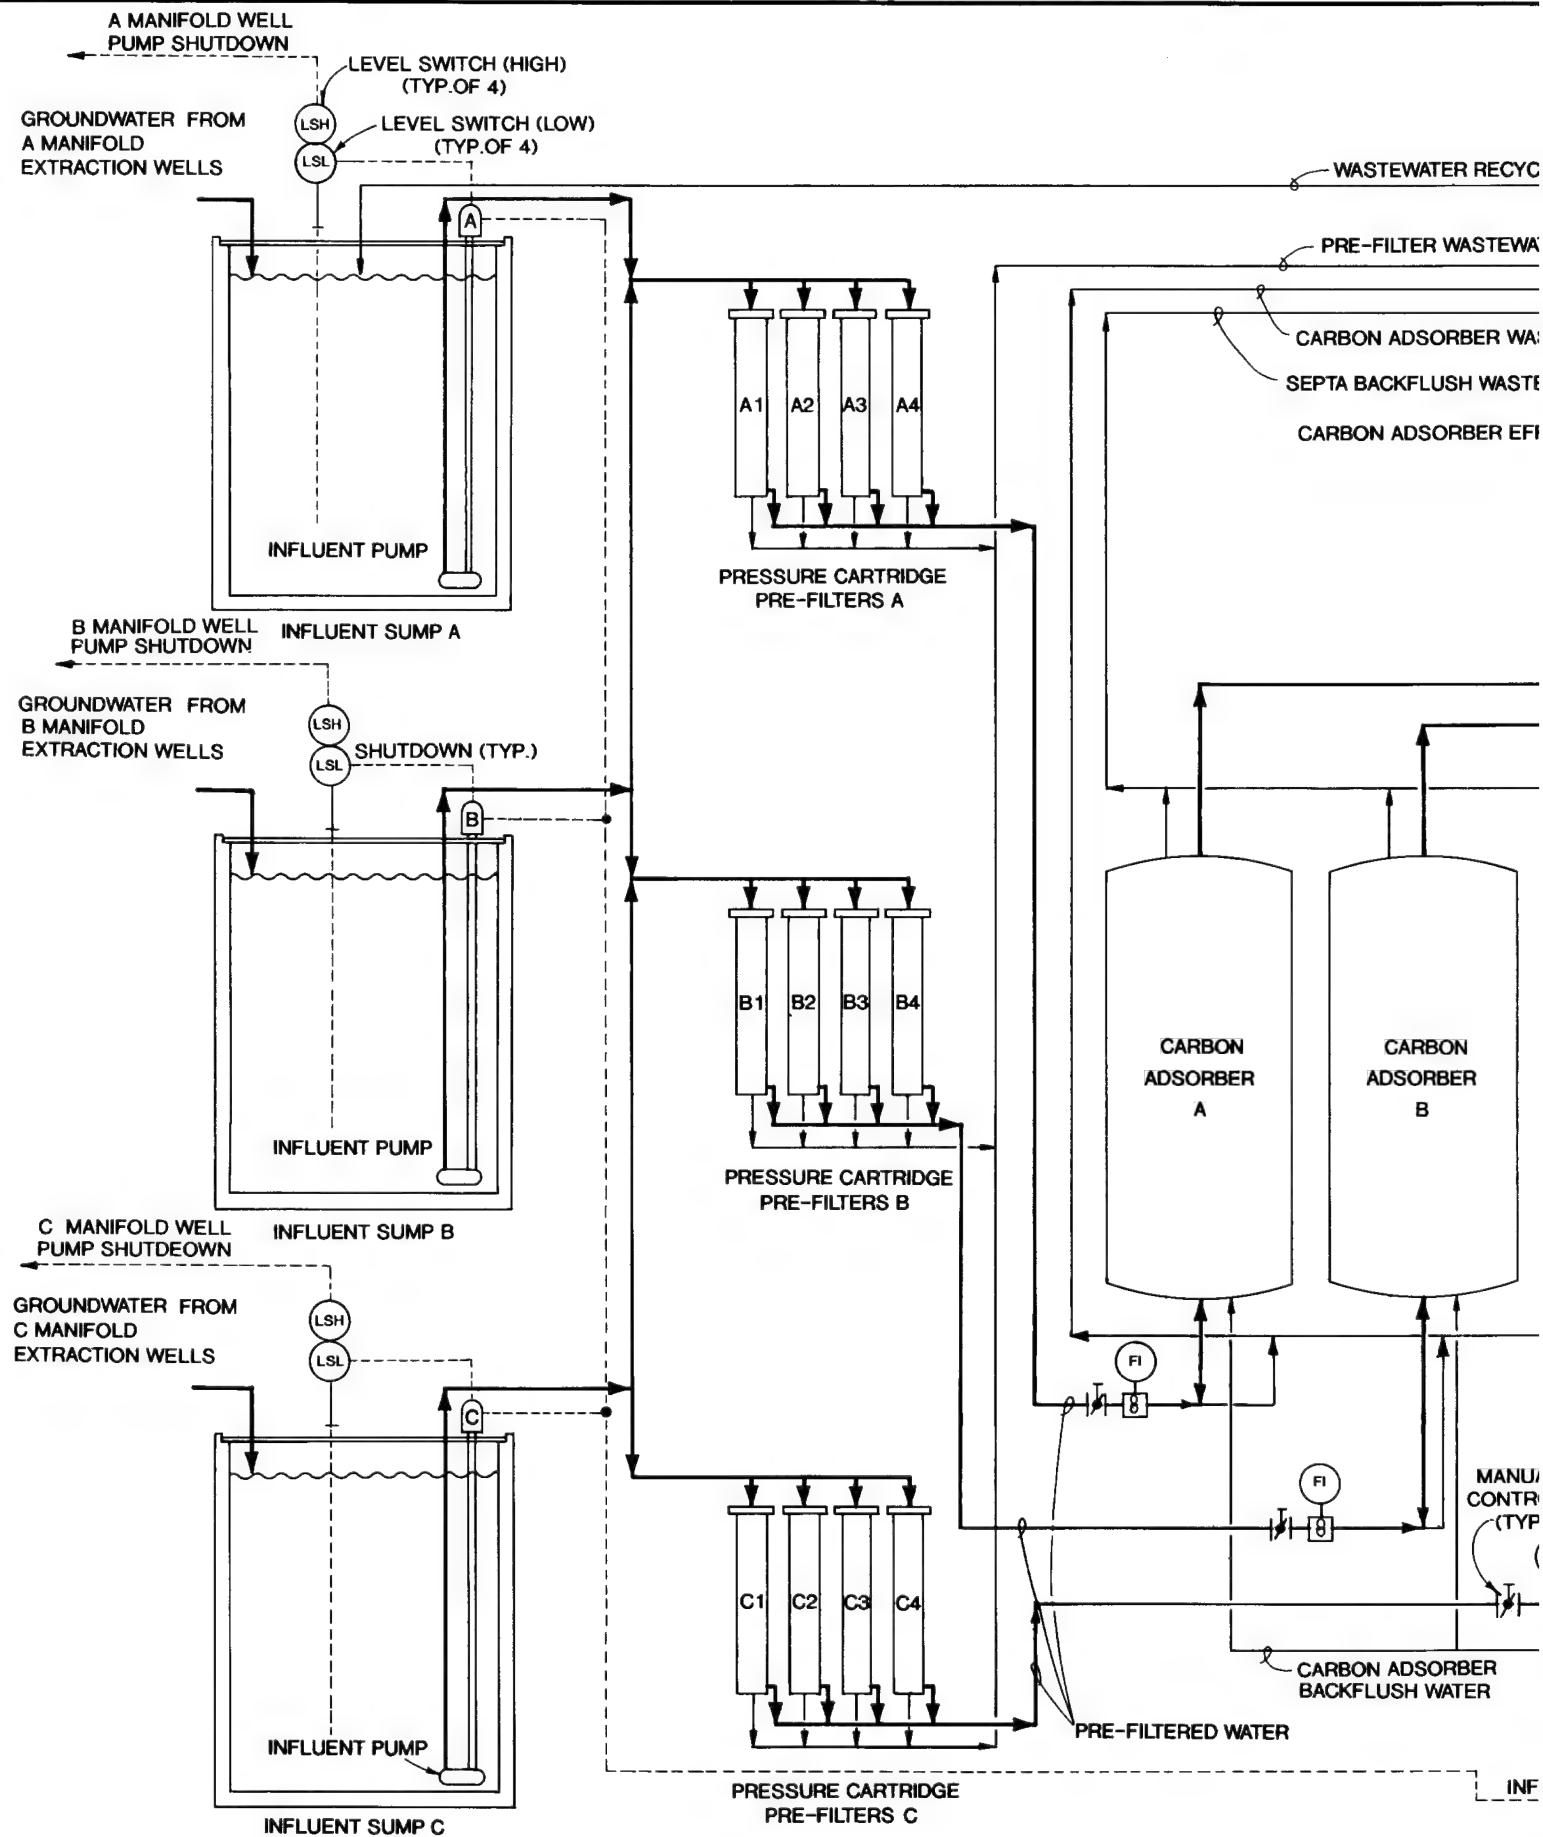 A MANIFOLD WELL
PUMP SHUTDOWN
LEVEL SWITCH (HIGH)
(TYP.OF 4)
GROUNDWATER FROM
A MANIFOLD
EXTRACTION WELLS
LSH
LEVEL SWITCH (LOW)
(TYP.OF 4)
LSL
WASTEWATER RECYC
A
PRE-FILTER WASTEWA
CARBON ADSORBER WAS
SEPTA BACKFLUSH WASTE
CARBON ADSORBER EFF
A1 A2 A3 A4
INFLUENT PUMP
PRESSURE CARTRIDGE
PRE-FILTERS A
INFLUENT SUMP A
B MANIFOLD WELL
PUMP SHUTDOWN
GROUNDWATER FROM
B MANIFOLD
EXTRACTION WELLS
LSH
LSL
SHUTDOWN (TYP.)
B
B1 B2 B3 B4
CARBON
ADSORBER
A
CARBON
ADSORBER
B
INFLUENT PUMP
PRESSURE CARTRIDGE
PRE-FILTERS B
INFLUENT SUMP B
C MANIFOLD WELL
PUMP SHUTDEOWN
GROUNDWATER FROM
C MANIFOLD
EXTRACTION WELLS
LSH
LSL
FI
C
FI
MANUA
CONTR
(TYP
C1 C2 C3 C4
CARBON ADSORBER
BACKFLUSH WATER
PRE-FILTERED WATER
INFLUENT PUMP
PRESSURE CARTRIDGE
PRE-FILTERS C
INF
INFLUENT SUMP C